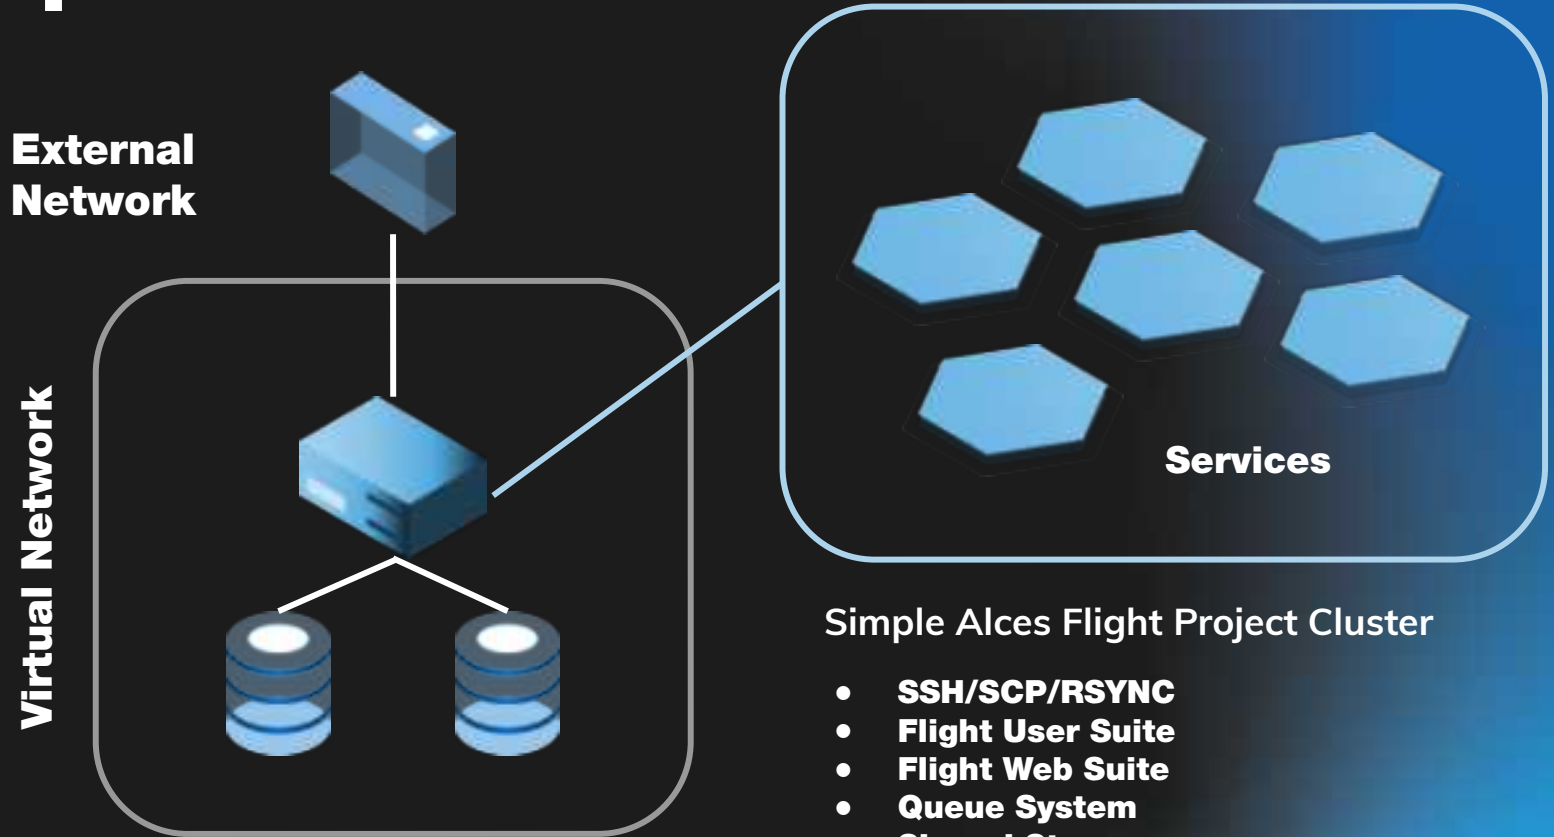 External
Network
Virtual Network
Services
Simple Alces Flight Project Cluster
● SSH/SCP/RSYNC
● Flight User Suite
● Flight Web Suite
● Queue System